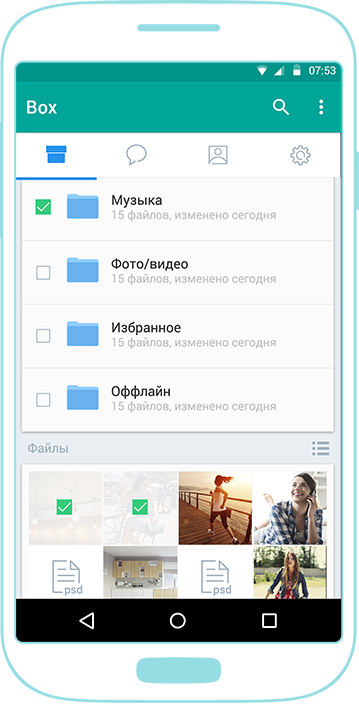 07:53
Box
Музыка
15 файлов, изменено сегодня
Фото/видео
15 файлов, изменено сегодня
Избранное
15 файлов, изменено сегодня
Оффлайн
15 файлов, изменено сегодня
Файлы
psd psd